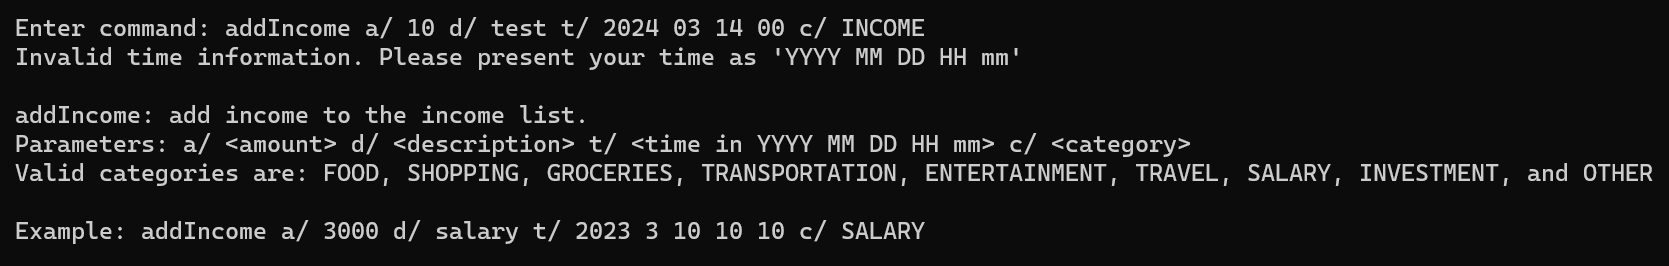 Enter command: addIncome a/ 10 d/ test t/ 2024 03 14 00 c/ INCOME
Invalid time information. Please present your time as 'YYYY MM DD HH mm'
addIncome: add income to the income list.
Parameters: a/ <amount> d/ <description> t/ <time in YYYY MM DD HH mm> c/ <category>
Valid categories are: FOOD, SHOPPING, GROCERIES, TRANSPORTATION, ENTERTAINMENT, TRAVEL, SALARY, INVESTMENT, and OTHER
Example: addIncome a/ 3000 d/ salary t/ 2023 3 10 10 10 c/ SALARY